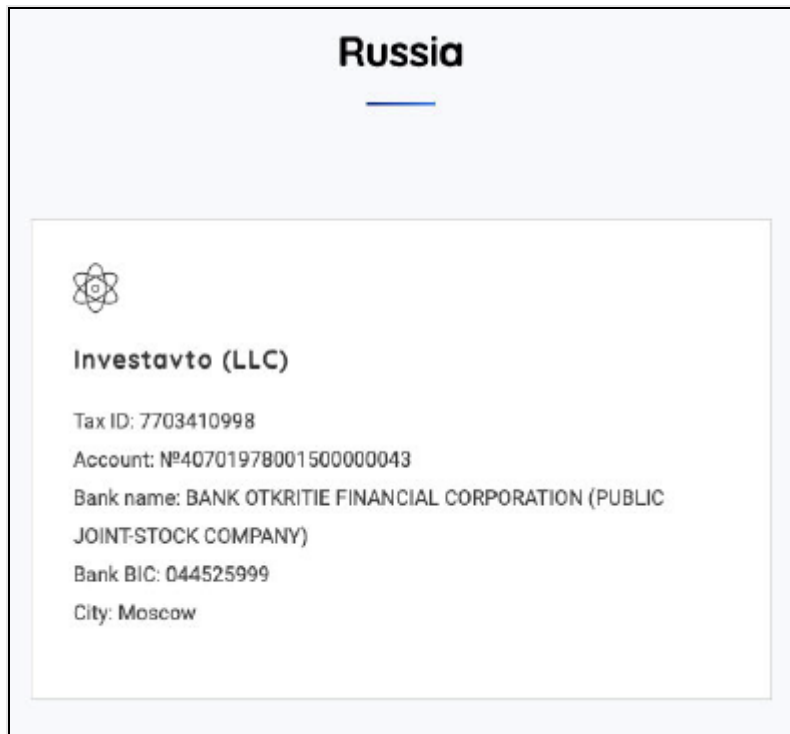 Russia
Investavto (LLC)
Tax ID: 7703410998
Account: №40701978001500000043
Bank name: BANK OTKRITIE FINANCIAL CORPORATION (PUBLIC
JOINT-STOCK COMPANY)
Bank BIC: 044525999
City: Moscow